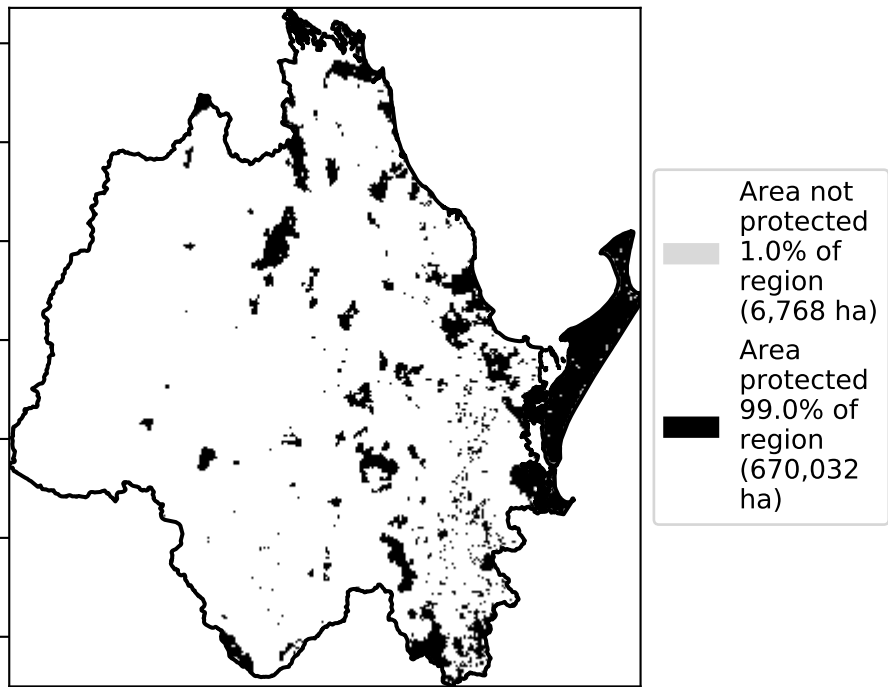 Area not
protected
1.0% of
region
(6,768 ha)
Area
protected
99.0% of
region
(670,032
ha)